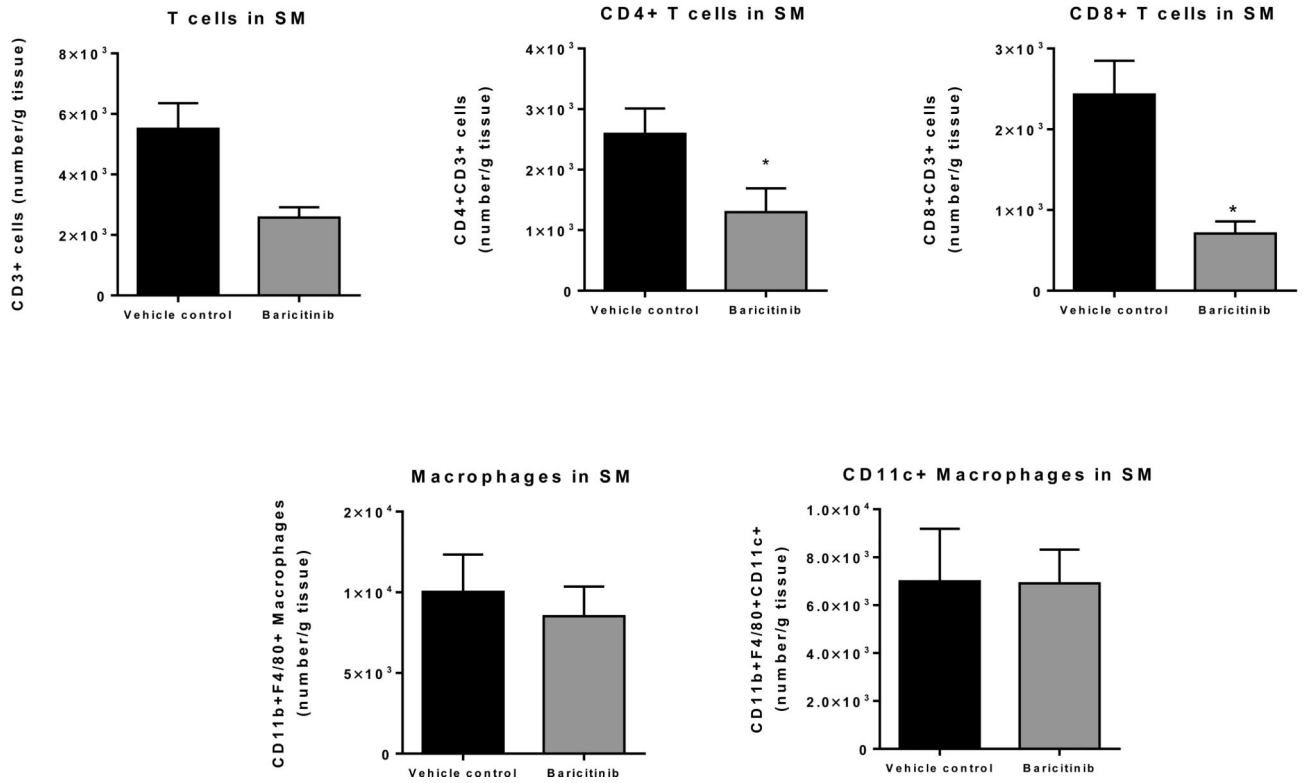 T cells in SM
CD3+ cells (number/g tissue)
8×10³
6×10³
4×10³
2×10³
0
Vehicle control
Baricitinib
CD4+ T cells in SM
CD4+CD3+ cells
(number/g tissue)
4×10³
3×10³
2×10³
1×10³
0
*
Vehicle control
Baricitinib
CD8+ T cells in SM
CD8+CD3+ cells
(number/g tissue)
3×10³
2×10³
1×10³
0
*
Vehicle control
Baricitinib
Macrophages in SM
CD11b+F4/80+ Macrophages
(number/g tissue)
2×10⁴
1×10⁴
5×10³
0
Vehicle control
Baricitinib
CD11c+ Macrophages in SM
CD11b+F4/80+CD11c+
(number/g tissue)
1.0×10⁴
8.0×10³
6.0×10³
4.0×10³
2.0×10³
0
Vehicle control
Baricitinib